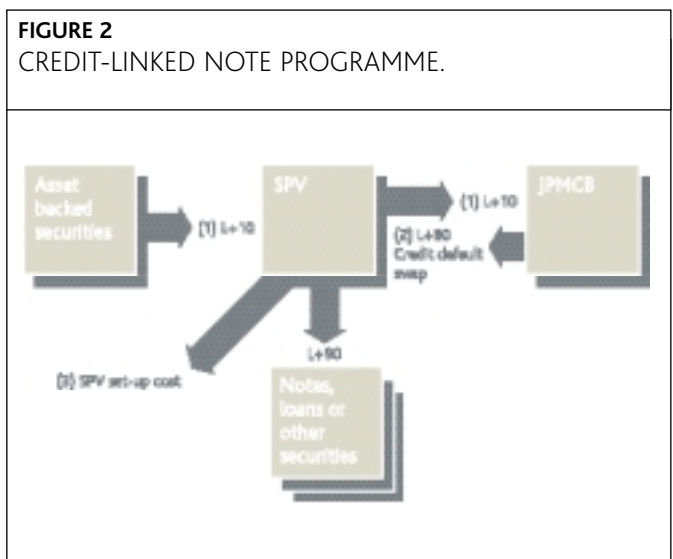 FIGURE 2
CREDIT-LINKED NOTE PROGRAMME.
Asset
backed
securities
(1) L+10
SPV
(1) L+10
(2) L+80
Credit default
swap
JPMCB
L+90
(3) SPV set-up cost
Notes,
loans or
other
securities